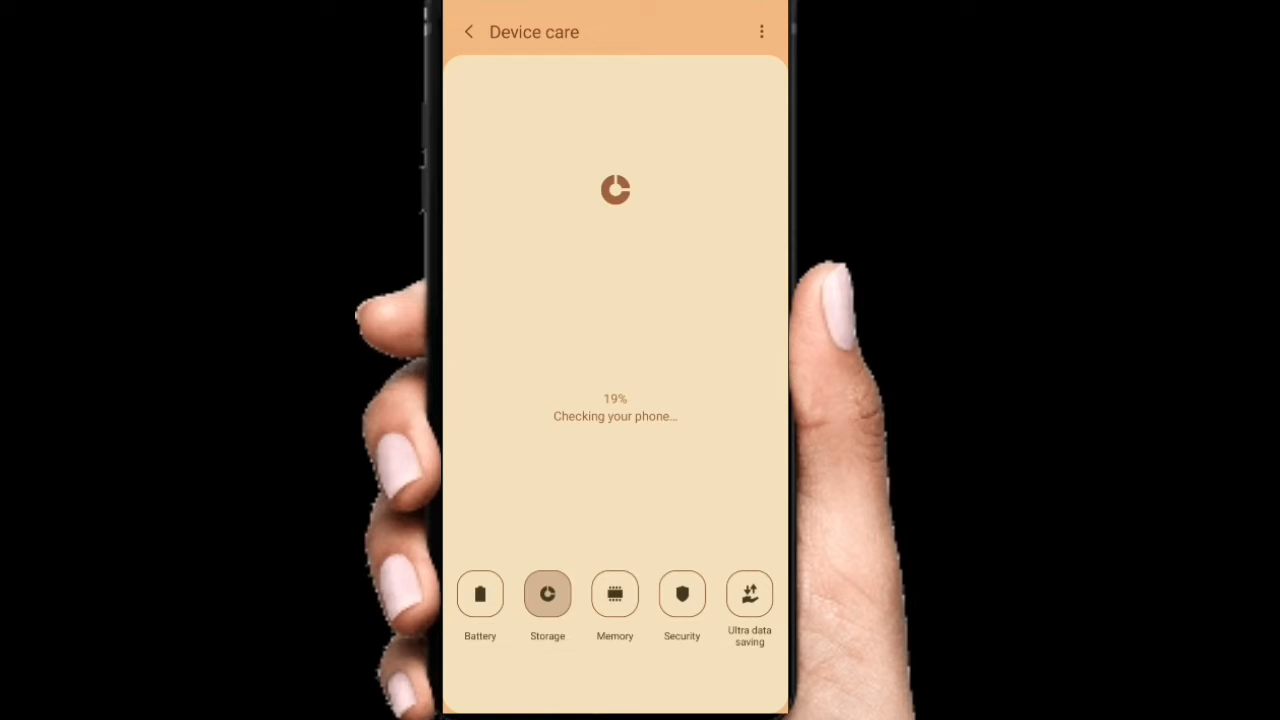 Device care
19%
Checking your phone...
Battery
Storage
Memory
Security
Ultra data
saving